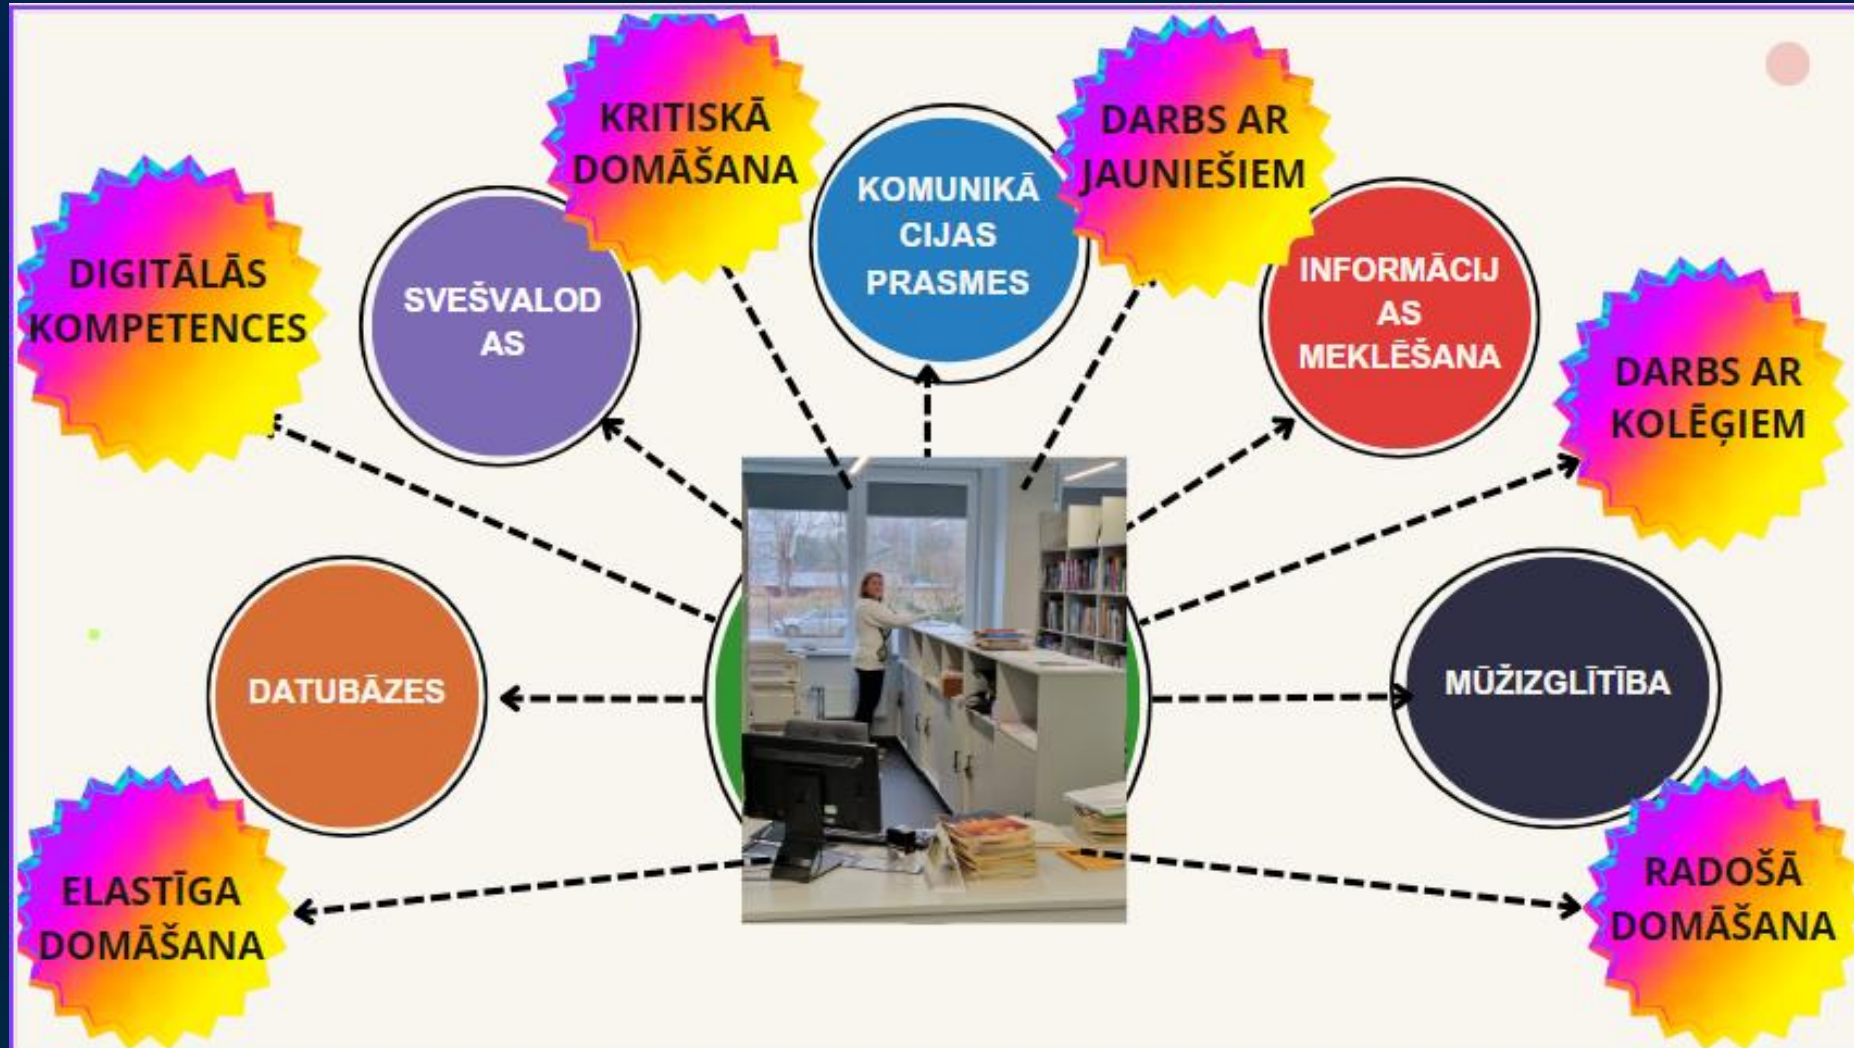 KRITISKĀ
DOMĀŠANA
DARBS AR
JAUNIEŠIEM
KOMUNIKĀ
CIJAS
PRASMES
DIGITĀLĀS
KOMPETENCES
SVEŠVALOD
AS
INFORMĀCIJ
AS
MEKLĒŠANA
DARBS AR
KOLĒĢIEM
DATUBĀZES
MŪŽIZGLĪTĪBA
ELASTĪGA
DOMĀŠANA
RADOŠĀ
DOMĀŠANA